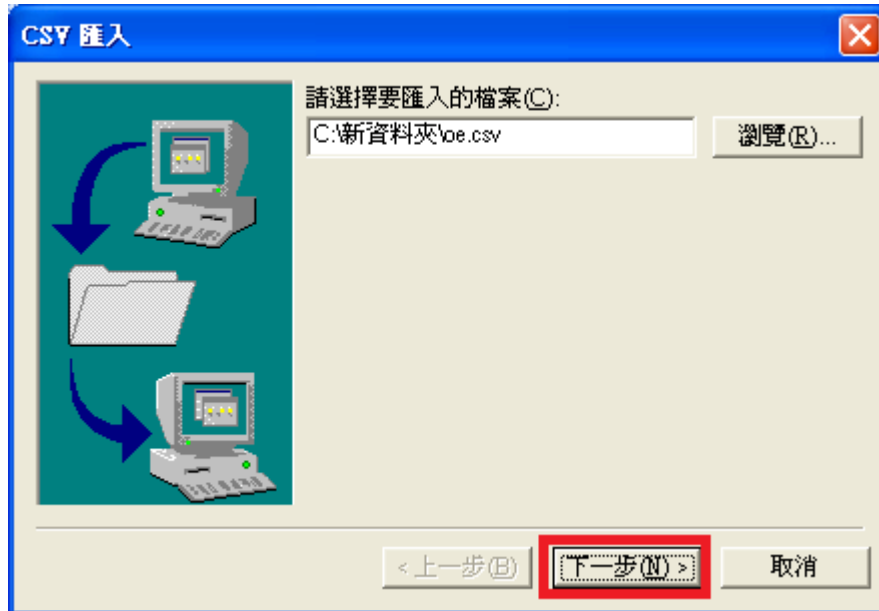 CSV 匯入
請選擇要匯入的檔案(C):
C:\新資料夾\oe.csv
瀏覽(R)...
<上一步(B)
下一步(N) >
取消